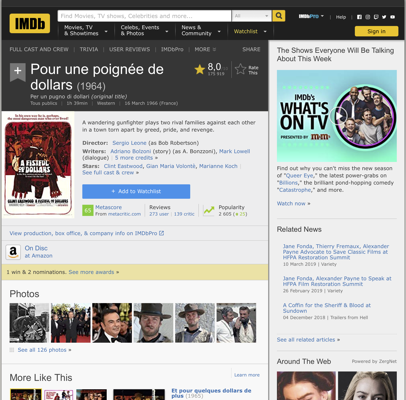 IMDb
Find Movies, TV shows, Celebrities and more...
All
IMDbPro
Help
Movies, TV
& Showtimes
Celebs, Events
& Photos
News &
Community
Watchlist
Sign in
FULL CAST AND CREW | TRIVIA | USER REVIEWS | IMDbPro | MORE
SHARE
Pour une poignée de
dollars (1964)
8,0
Rate
This
Per un pugno di dollari (original title)
Tous publics | 1h 39min | Western | 16 March 1966 (France)
A wandering gunfighter plays two rival families against each other
in a town torn apart by greed, pride, and revenge.
Director: Sergio Leone (as Bob Robertson)
Writers: Adriano Bolzoni (story) (as A. Bonzzoni), Mark Lowell
(dialogue) | 5 more credits »
Stars: Clint Eastwood, Gian Maria Volontè, Marianne Koch |
See full cast & crew »
A FISTFUL
OF DOLLARS
CLINT EASTWOOD
+ Add to Watchlist
Metascore
From metacritic.com
Reviews
273 user | 139 critic
Popularity
View production, box office, & company info on IMDbPro
On Disc
at Amazon
1 win & 2 nominations. See more awards »
Photos
See all 126 photos »
More Like This
Learn more
Et pour quelques dollars de
plus (1965)
The Shows Everyone Will Be Talking
About This Week
IMDb's
WHAT'S
ON TV
PRESENTED BY
Find out why you can't miss the new season
of "Queer Eye," the latest power-grabs on
"Billions," the brilliant pond-hopping comedy
"Catastrophe," and more.
Watch now »
Related News
Jane Fonda, Thierry Fremaux, Alexander
Payne Advocate to Save Classic Films at
HFPA Restoration Summit
10 March 2019 | Variety
Jane Fonda, Alexander Payne to Speak at
HFPA Film Restoration Summit
26 February 2019 | Variety
A Coffin for the Sheriff & Blood at
Sundown
04 December 2018 | Trailers From Hell
See all related articles »
Around The Web
Powered by ZergNet